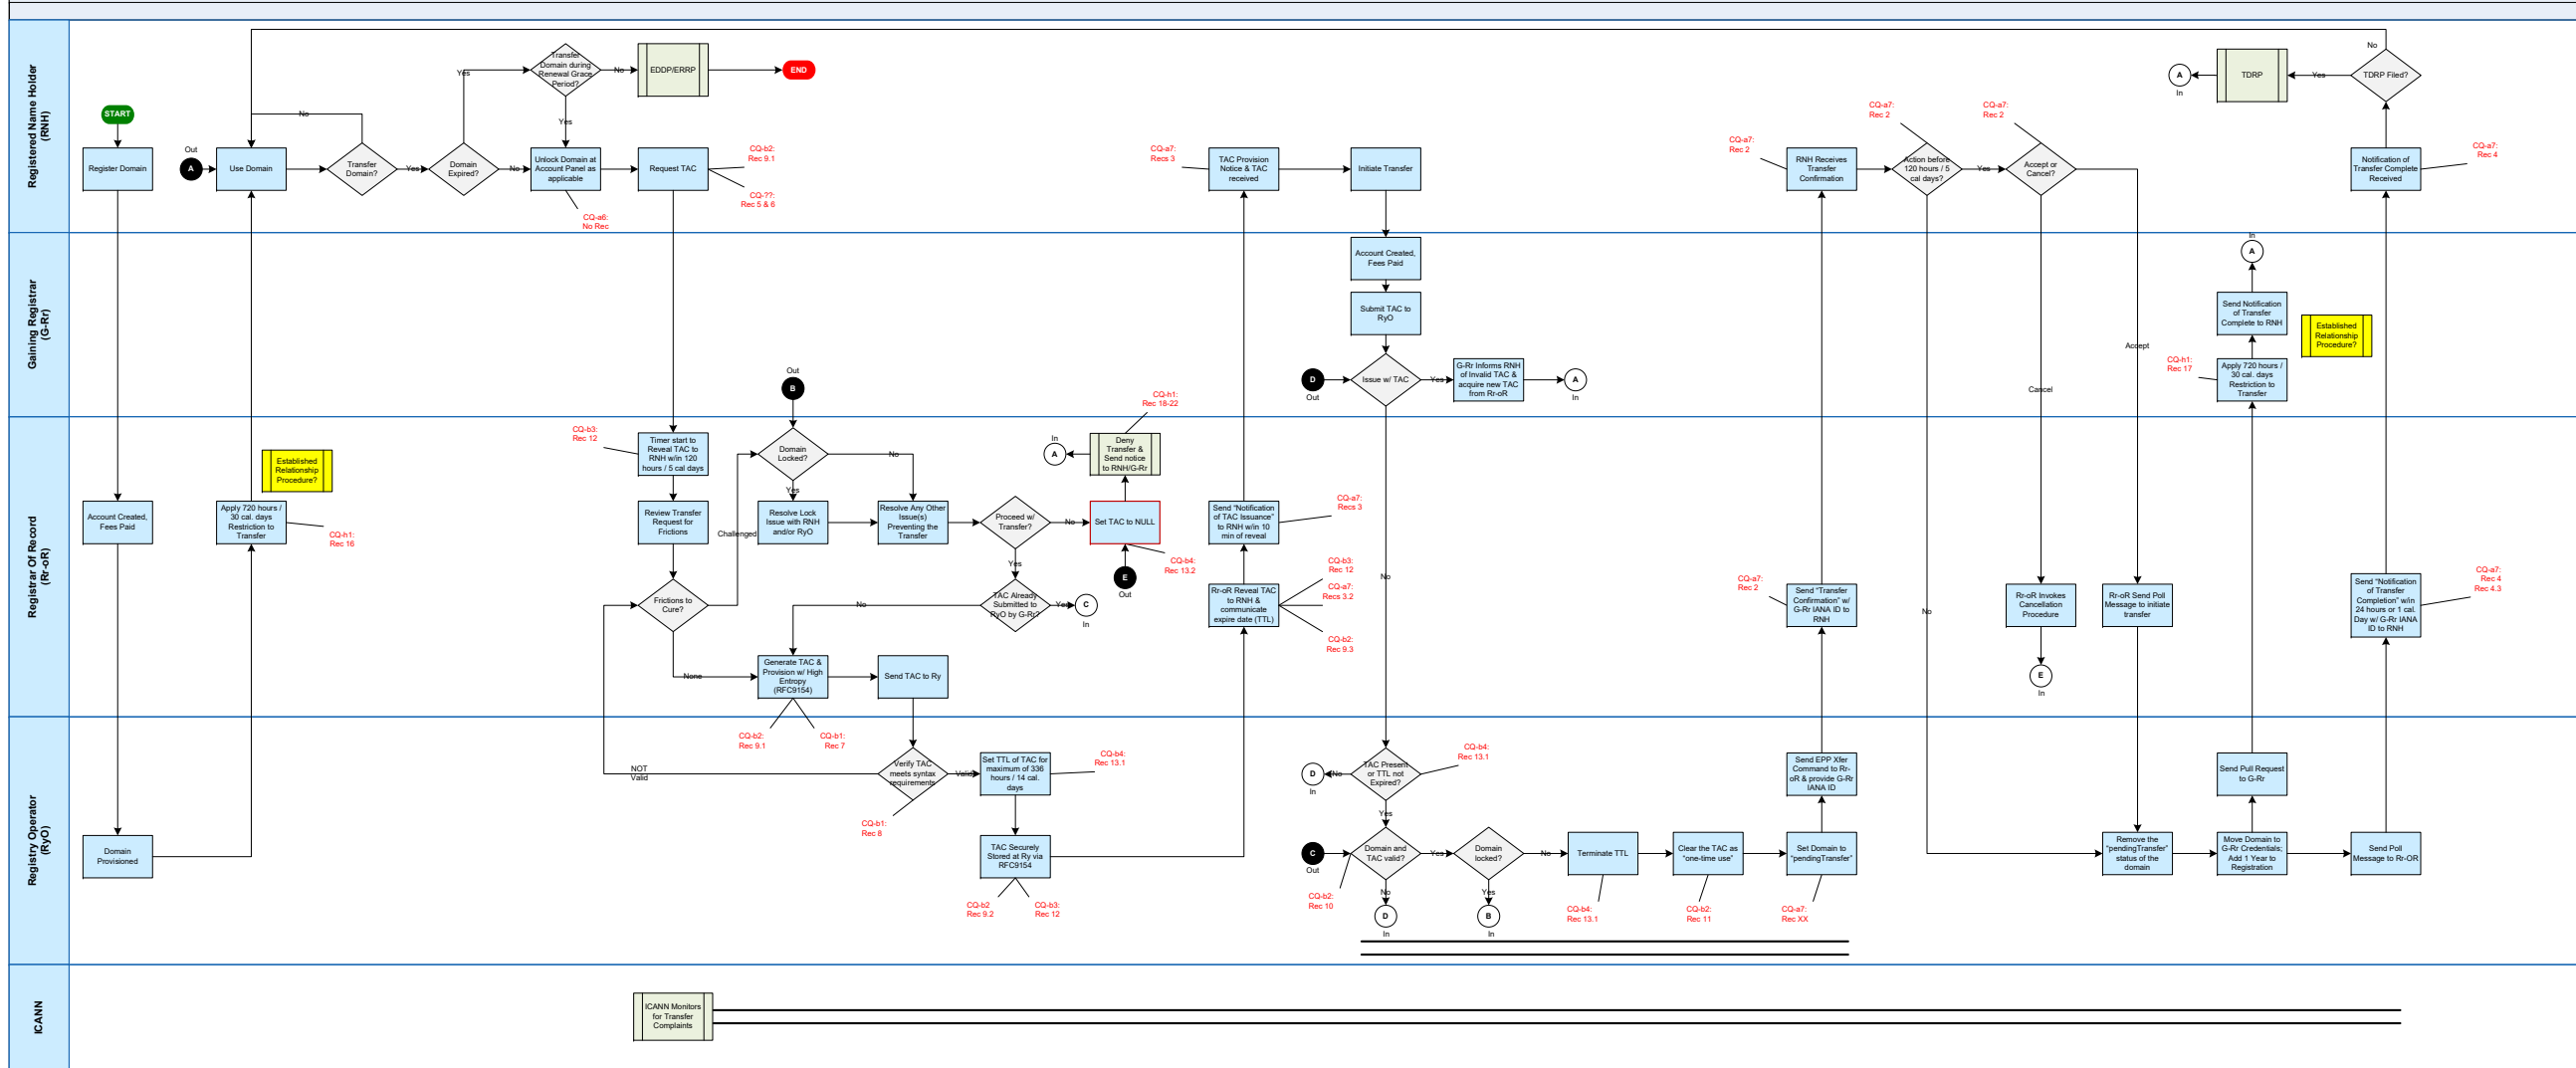 Registered Name Holder
(RNH)
START
Register Domain
Out
A
Use Domain
No
Transfer
Domain?
Yes
Domain
Expired?
Yes
No
Transfer
Domain during
Renewal Grace
Period?
No
Yes
EDDP/ERRP
END
Unlock Domain at
Account Panel as
applicable
CQ-a6:
No Rec
Request TAC
CQ-b2:
Rec 9.1
CQ-??:
Rec 5 & 6
CQ-a7:
Recs 3
TAC Provision
Notice & TAC
received
Initiate Transfer
CQ-a7:
Rec 2
RNH Receives
Transfer
Confirmation
CQ-a7:
Rec 2
Action before
120 hours / 5
cal days?
Yes
CQ-a7:
Rec 2
Accept or
Cancel?
A
In
TDRP
Yes
TDRP Filed?
No
Notification of
Transfer Complete
Received
CQ-a7:
Rec 4
Gaining Registrar
(G-Rr)
Account Created,
Fees Paid
Submit TAC to
RyO
D
Out
Issue w/ TAC
Yes
G-Rr Informs RNH
of Invalid TAC &
acquire new TAC
from Rr-oR
A
In
Cancel
Accept
In
A
Send Notification
of Transfer
Complete to RNH
Established
Relationship
Procedure?
CQ-h1:
Rec 17
Apply 720 hours /
30 cal. days
Restriction to
Transfer
Registrar Of Record
(Rr-oR)
Account Created,
Fees Paid
Established
Relationship
Procedure?
Apply 720 hours /
30 cal. days
Restriction to
Transfer
CQ-h1:
Rec 16
CQ-b3:
Rec 12
Timer start to
Reveal TAC to
RNH w/in 120
hours / 5 cal days
Review Transfer
Request for
Frictions
Frictions to
Cure?
Challenged
None
Out
B
Domain
Locked?
No
Yes
Resolve Lock
Issue with RNH
and/or RyO
Resolve Any Other
Issue(s)
Preventing the
Transfer
Proceed w/
Transfer?
No
Yes
In
A
Deny
Transfer &
Send notice
to RNH/G-Rr
CQ-h1:
Rec 18-22
Set TAC to NULL
CQ-b4:
Rec 13.2
E
Out
TAC Already
Submitted to
RyO by G-Rr?
Yes
C
In
No
Generate TAC &
Provision w/ High
Entropy
(RFC9154)
CQ-b2:
Rec 9.1
CQ-b1:
Rec 7
Send TAC to Ry
Send "Notification
of TAC Issuance"
to RNH w/in 10
min of reveal
CQ-a7:
Recs 3
Rr-oR Reveal TAC
to RNH &
communicate
expire date (TTL)
CQ-b3:
Rec 12
CQ-a7:
Recs 3.2
CQ-b2:
Rec 9.3
No
CQ-a7:
Rec 2
Send "Transfer
Confirmation" w/
G-Rr IANA ID to
RNH
No
Rr-oR Invokes
Cancellation
Procedure
E
In
Rr-oR Send Poll
Message to initiate
transfer
Send "Notification
of Transfer
Completion" w/in
24 hours or 1 cal.
Day w/ G-Rr IANA
ID to RNH
CQ-a7:
Rec 4
Rec 4.3
Registry Operator
(RyO)
Domain
Provisioned
NOT
Valid
Verify TAC
meets syntax
requirements
Valid
CQ-b1:
Rec 8
Set TTL of TAC for
maximum of 336
hours / 14 cal.
days
CQ-b4:
Rec 13.1
TAC Securely
Stored at Ry via
RFC9154
CQ-b2
Rec 9.2
CQ-b3:
Rec 12
D
In
No
TAC Present
or TTL not
Expired?
CQ-b4:
Rec 13.1
Yes
C
Out
Domain and
TAC valid?
CQ-b2:
Rec 10
No
D
In
Yes
Domain
locked?
Yes
B
In
No
Terminate TTL
CQ-b4:
Rec 13.1
Clear the TAC as
"one-time use"
CQ-b2:
Rec 11
Set Domain to
"pendingTransfer"
CQ-a7:
Rec XX
Send EPP Xfer
Command to Rr-
oR & provide G-Rr
IANA ID
Remove the
"pendingTransfer"
status of the
domain
Move Domain to
G-Rr Credentials;
Add 1 Year to
Registration
Send Pull Request
to G-Rr
Send Poll
Message to Rr-OR
ICANN
ICANN Monitors
for Transfer
Complaints